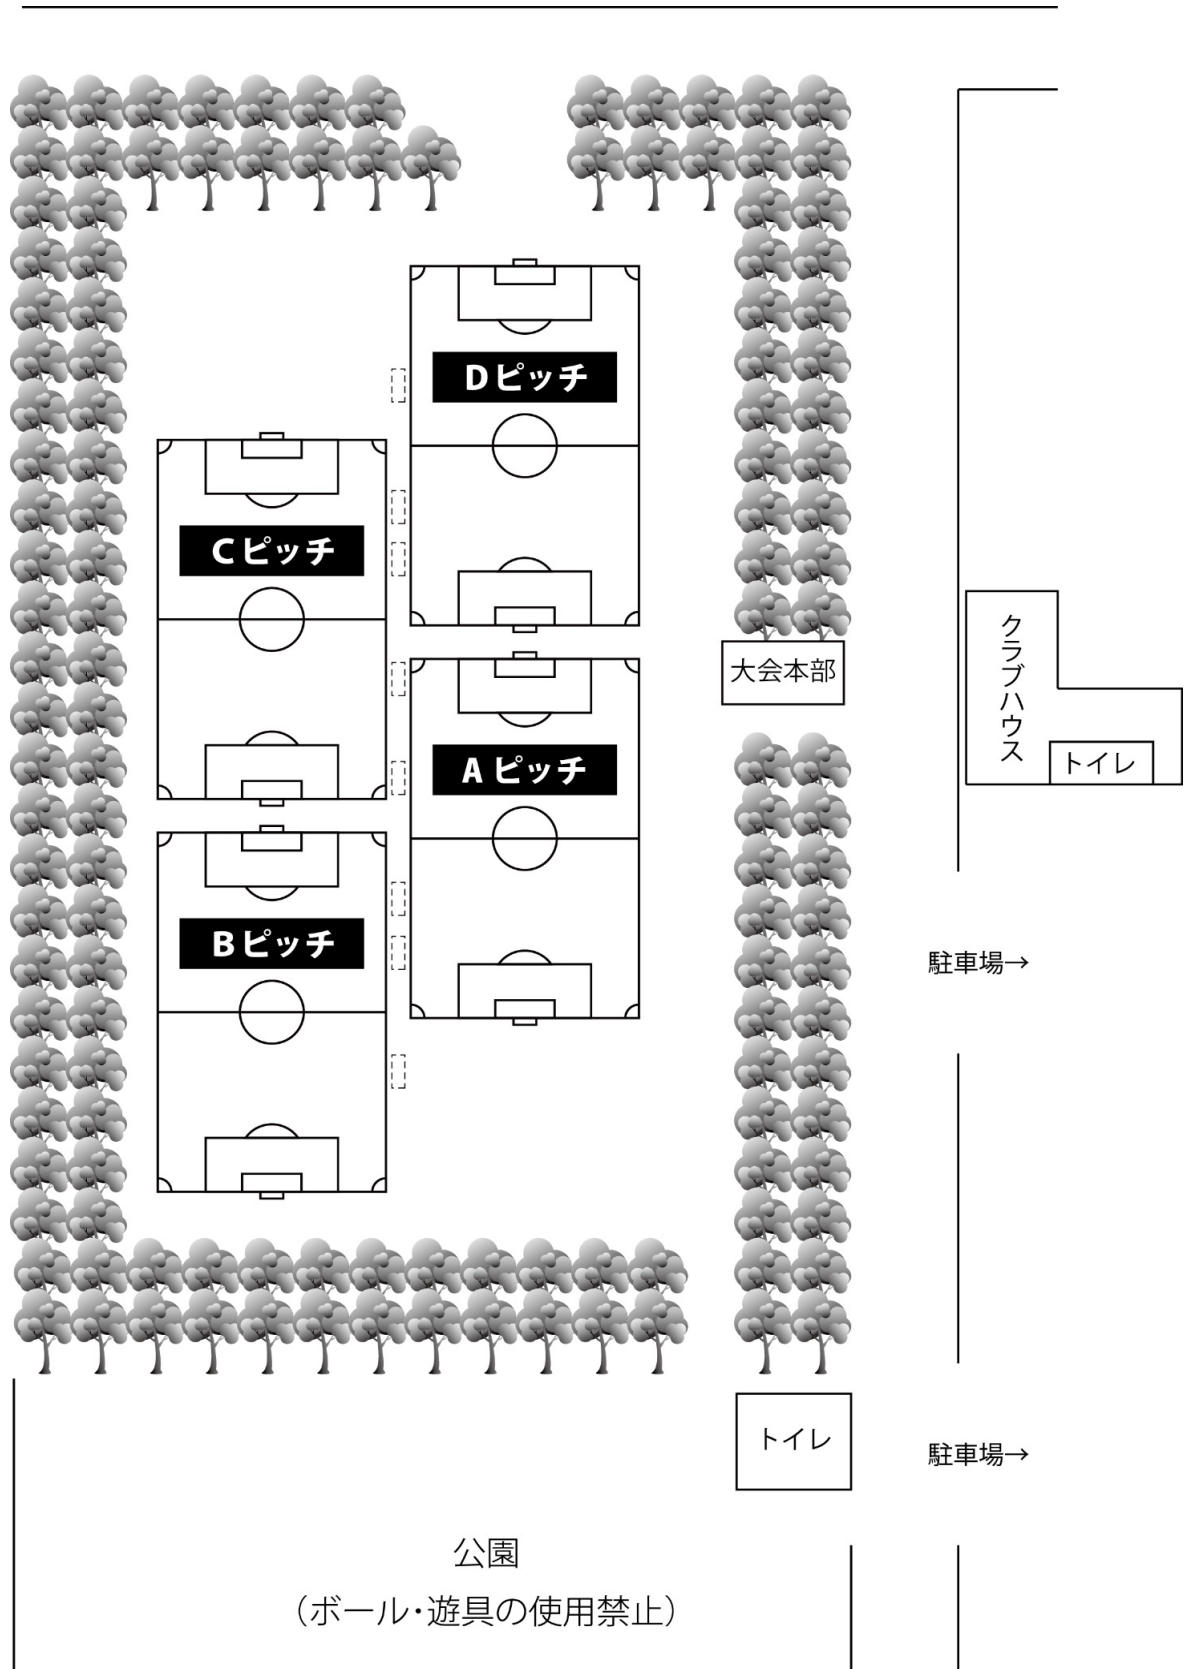 Dピッチ
Cピッチ
クラブハウス
大会本部
Aピッチ
トイレ
Bピッチ
駐車場→
トイレ
駐車場→
公園
（ボール・遊具の使用禁止）